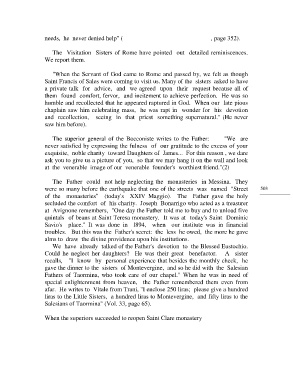 needs, he never denied help" ( , page 352).
The Visitation Sisters of Rome have pointed out detailed reminiscences.
We report them.
"When the Servant of God came to Rome and passed by, we felt as though
Saint Francis of Sales were coming to visit us. Many of the sisters asked to have
a private talk for advice, and we agreed upon their request because all of
them found comfort, fervor, and incitement to achieve perfection. He was so
humble and recollected that he appeared ruptured in God. When our late pious
chaplain saw him celebrating mass, he was rapt in wonder for his devotion
and recollection, seeing in that priest something supernatural." (He never
saw him before).
The superior general of the Bocconiste writes to the Father: "We are
never satisfied by expressing the fulness of our gratitude to the excess of your
exquisite, noble charity toward Daughters of James... For this reason, we dare
ask you to give us a picture of you, so that we may hang it on the wall and look
at the venerable image of our venerable founder's worthiest friend."(2)
The Father could not help neglecting the monasteries in Messina. They
were so many before the earthquake that one of the streets was named "Street
of the monasteries" (today's XXIV Maggio). The Father gave the holy
secluded the comfort of his charity. Joseph Bonarrigo who acted as a measurer
at Avignone remembers, "One day the Father told me to buy and to unload five
quintals of beans at Saint Teresa monastery. It was at today's Saint Dominic
Savio's place." It was done in 1894, when our institute was in financial
troubles. But this was the Father's secret: the less he owed, the more he gave
alms to draw the divine providence upon his institutions.
We have already talked of the Father's devotion to the Blessed Eustochio.
Could he neglect her daughters? He was their great benefactor. A sister
recalls, "I know by personal experience that besides the monthly check, he
gave the dinner to the sisters of Montevergine, and so he did with the Salesian
Fathers of Taormina, who took care of our chapel." When he was in need of
special enlightenment from heaven, the Father remembered them even from
afar. He writes to Vitale from Trani, "I enclose 250 liras; please give a hundred
liras to the Little Sisters, a hundred liras to Montevergine, and fifty liras to the
Salesians of Taormina" (Vol. 33, page 65).
When the superiors succeeded to reopen Saint Clare monastery